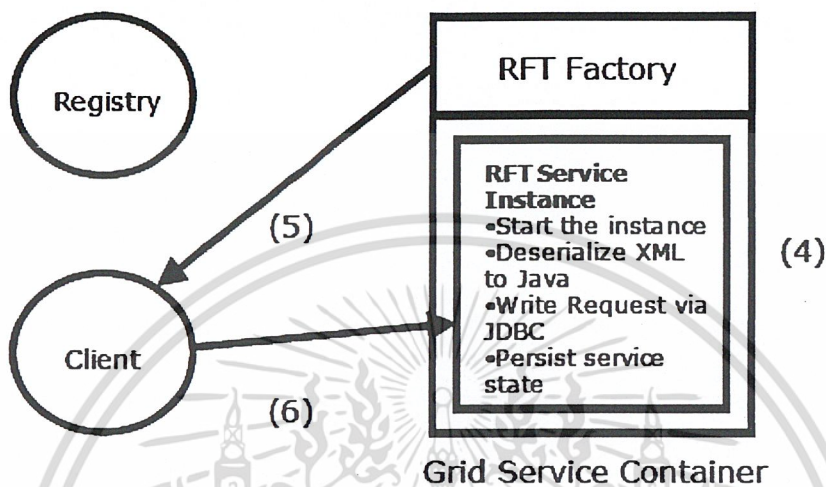 Registry
RFT Factory
RFT Service
Instance
•Start the instance
•Deserialize XML
to Java
•Write Request via
JDBC
•Persist service
state
(4)
(5)
Client
(6)
Grid Service Container